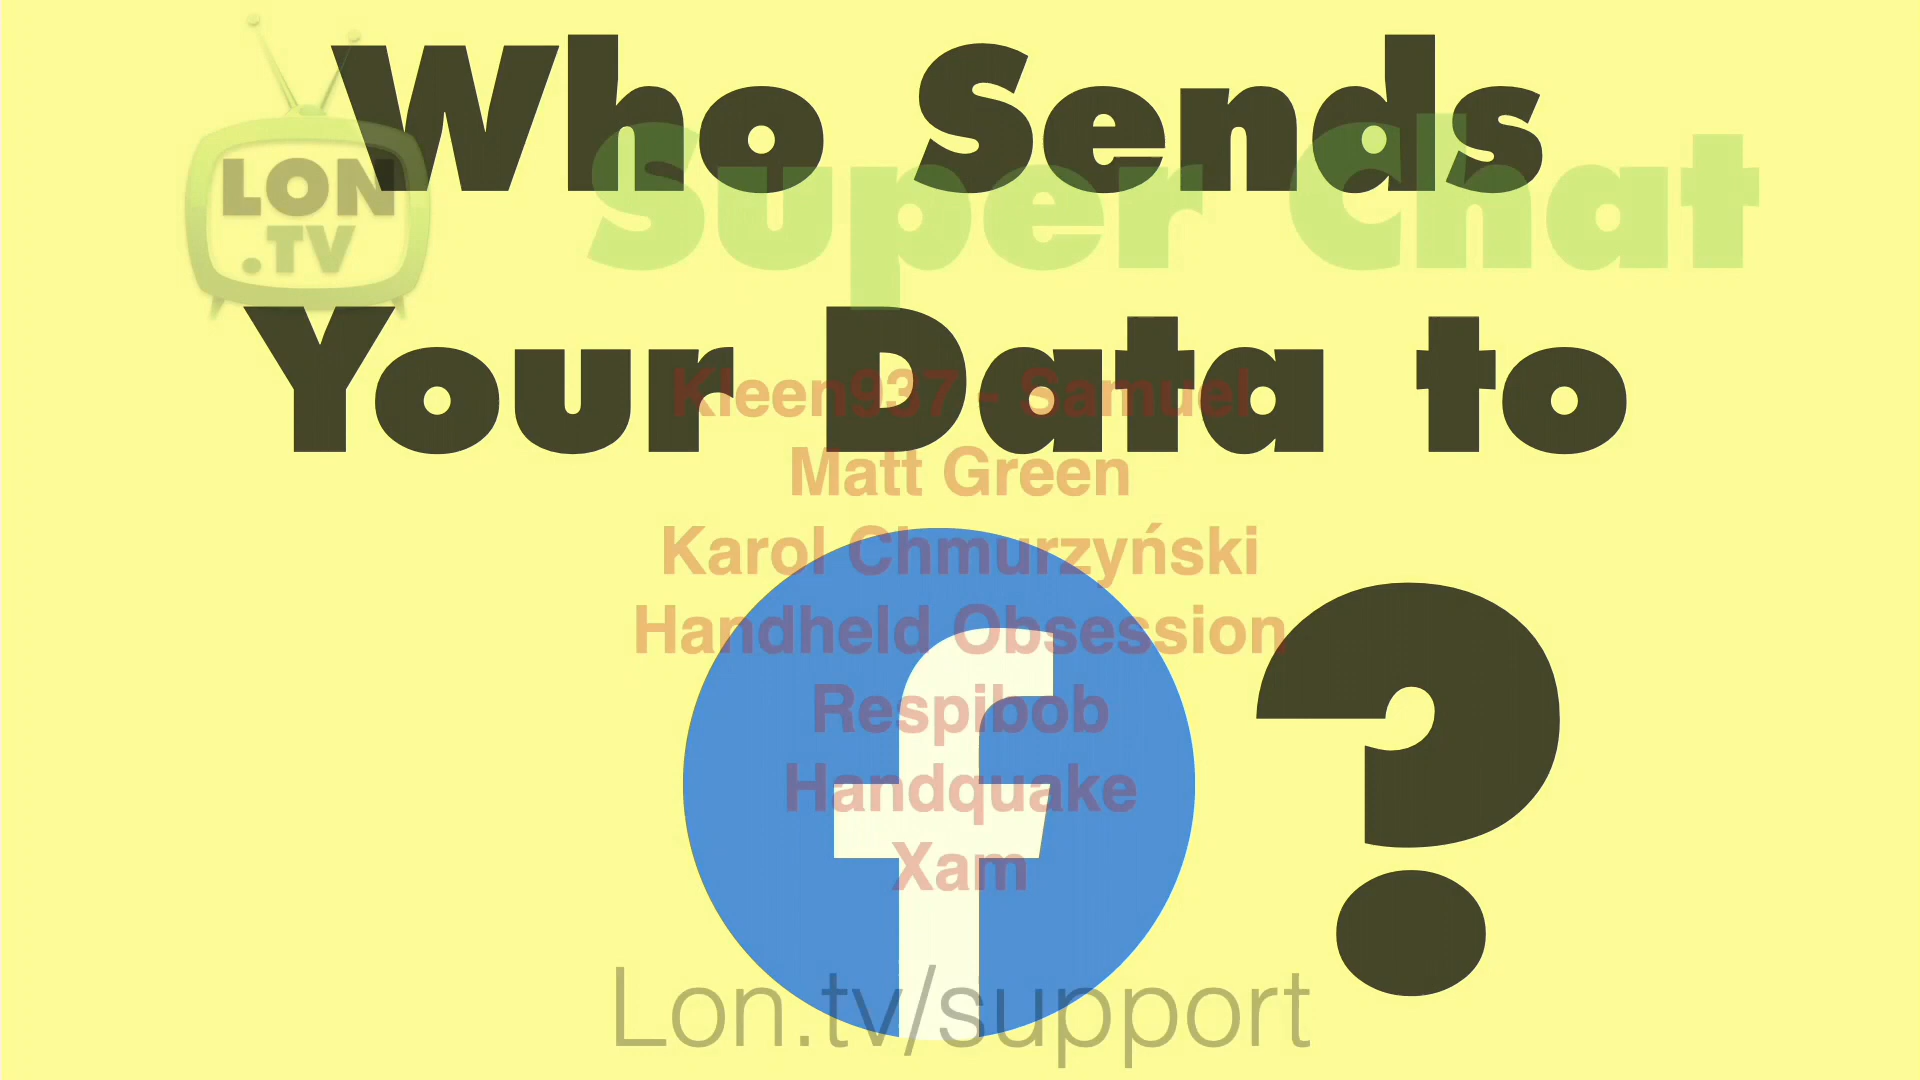 Who Sends
LON
.TV
Super Chat
Your Data to
Kleen937 - Samuel
Matt Green
Karol Chmurzyński
Handheld Obsession
f
?
Respibob
Handquake
Xam
Lon.tv/support